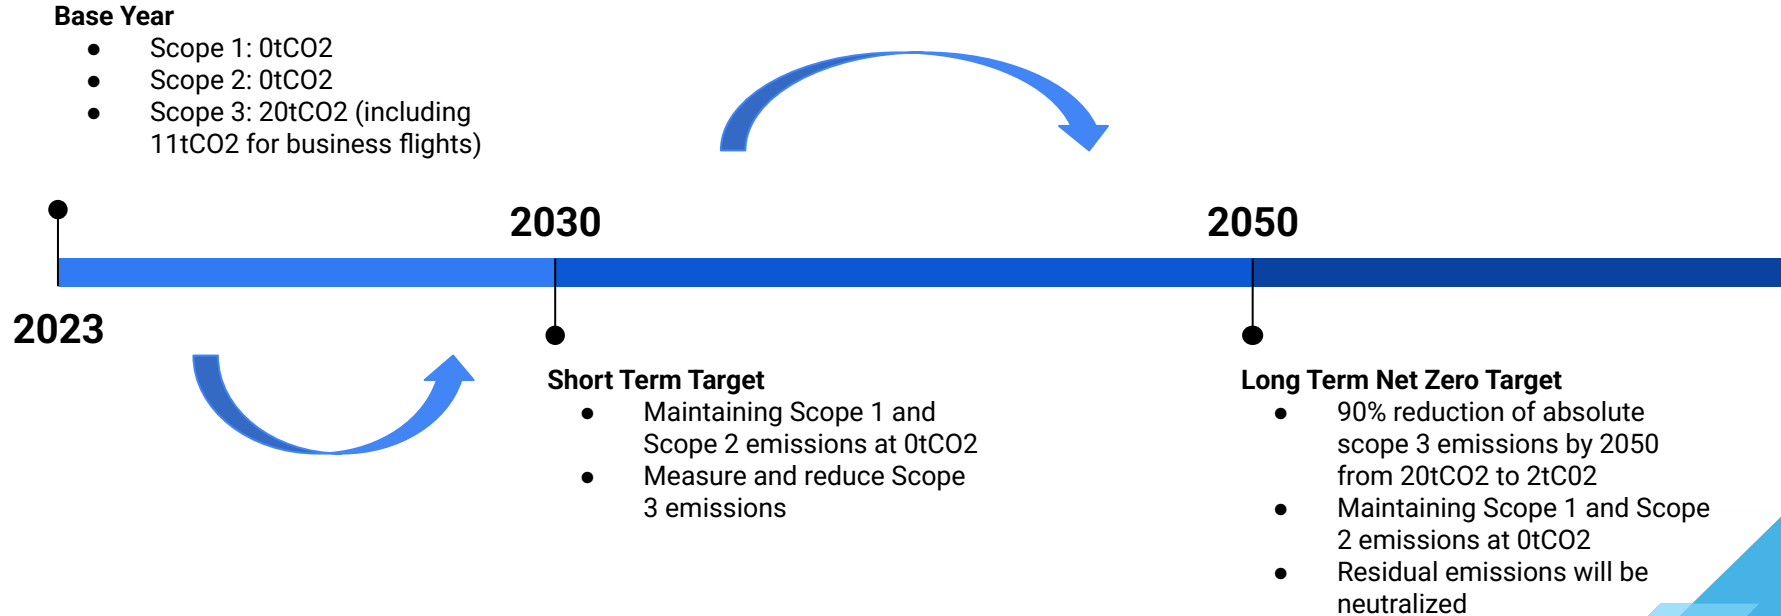 Base Year
● Scope 1: 0tCO2
● Scope 2: 0tCO2
● Scope 3: 20tCO2 (including
11tCO2 for business flights)
2023
2030
Short Term Target
● Maintaining Scope 1 and
Scope 2 emissions at 0tCO2
● Measure and reduce Scope
3 emissions
2050
Long Term Net Zero Target
● 90% reduction of absolute
scope 3 emissions by 2050
from 20tCO2 to 2tC02
● Maintaining Scope 1 and Scope
2 emissions at 0tCO2
● Residual emissions will be
neutralized